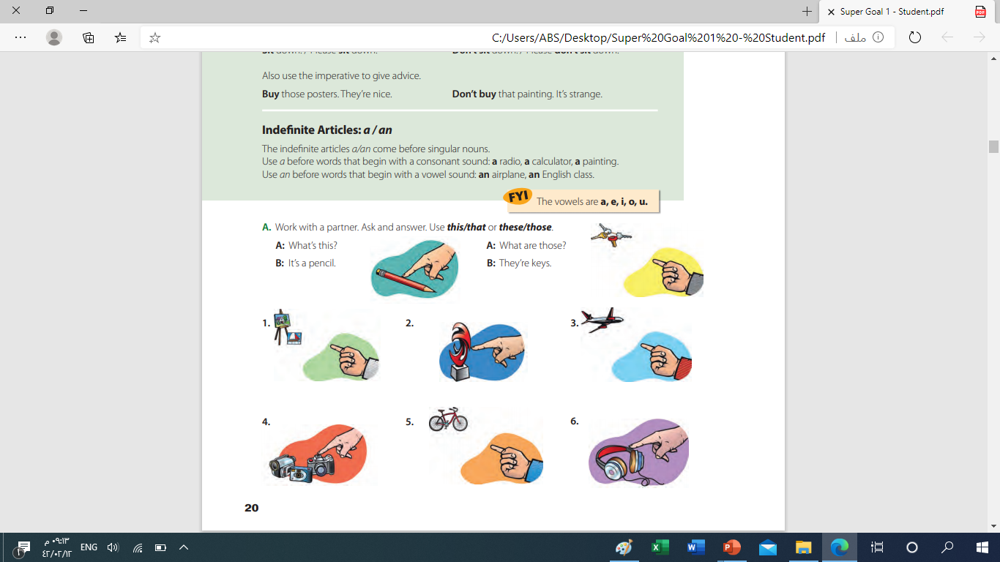 Super Goal 1 - Student.pdf
C:/Users/ABS/Desktop/Super%20Goal%201%20-%20Student.pdf
ملف
Sit down. / Please sit down.
Don't sit down. / Please don't sit down.
Also use the imperative to give advice.
Buy those posters. They're nice.
Don't buy that painting. It's strange.
Indefinite Articles: a / an
The indefinite articles a/an come before singular nouns.
Use a before words that begin with a consonant sound: a radio, a calculator, a painting.
Use an before words that begin with a vowel sound: an airplane, an English class.
FYI
The vowels are a, e, i, o, u.
A. Work with a partner. Ask and answer. Use this/that or these/those.
A: What's this?
B: It's a pencil.
A: What are those?
B: They're keys.
1.
2.
3.
4.
5.
6.
20
٠٩:١٣ م
٤٢/٠٢/١٢
ENG
١